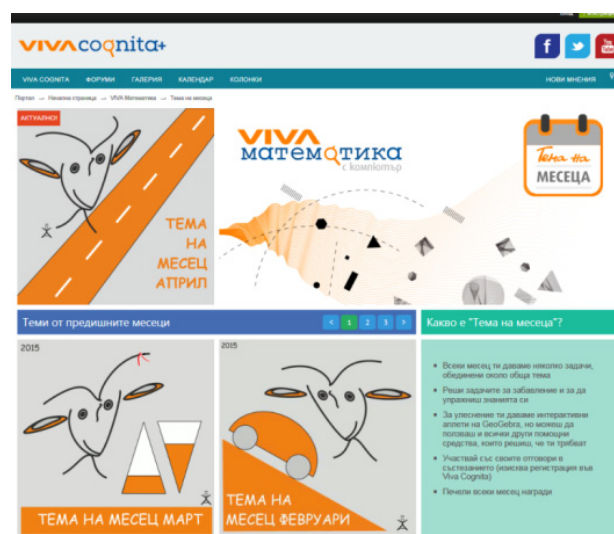 VIVA cognita+
You
VIVA COGNITA ФОРУМИ ГАЛЕРИЯ КАЛЕНДАР КОЛОНКИ НОВИ МНЕНИЯ
Портал → Начална страница → VIVA Математика → Тема на месеца
АКТУАЛНО!
ТЕМА
НА
МЕСЕЦ
АПРИЛ
VIVA
математика
с компютър
Тема на
МЕСЕЦА
Теми от предишните месеци
< 1 2 3 >
Какво е "Тема на месеца"?
2015
ТЕМА НА МЕСЕЦ МАРТ
2015
ТЕМА НА
МЕСЕЦ ФЕВРУАРИ
Всеки месец ти даваме няколко задачи,
обединени около обща тема
Реши задачите за забавление и за да
упражниш знанията си
За улеснение ти даваме интерактивни
аплети на GeoGebra, но можеш да
ползваш и всички други помощни
средства, които решиш, че ти трябват
Участвай със своите отговори в
състезанието (изисква регистрация във
Viva Cognita)
Печели всеки месец награди